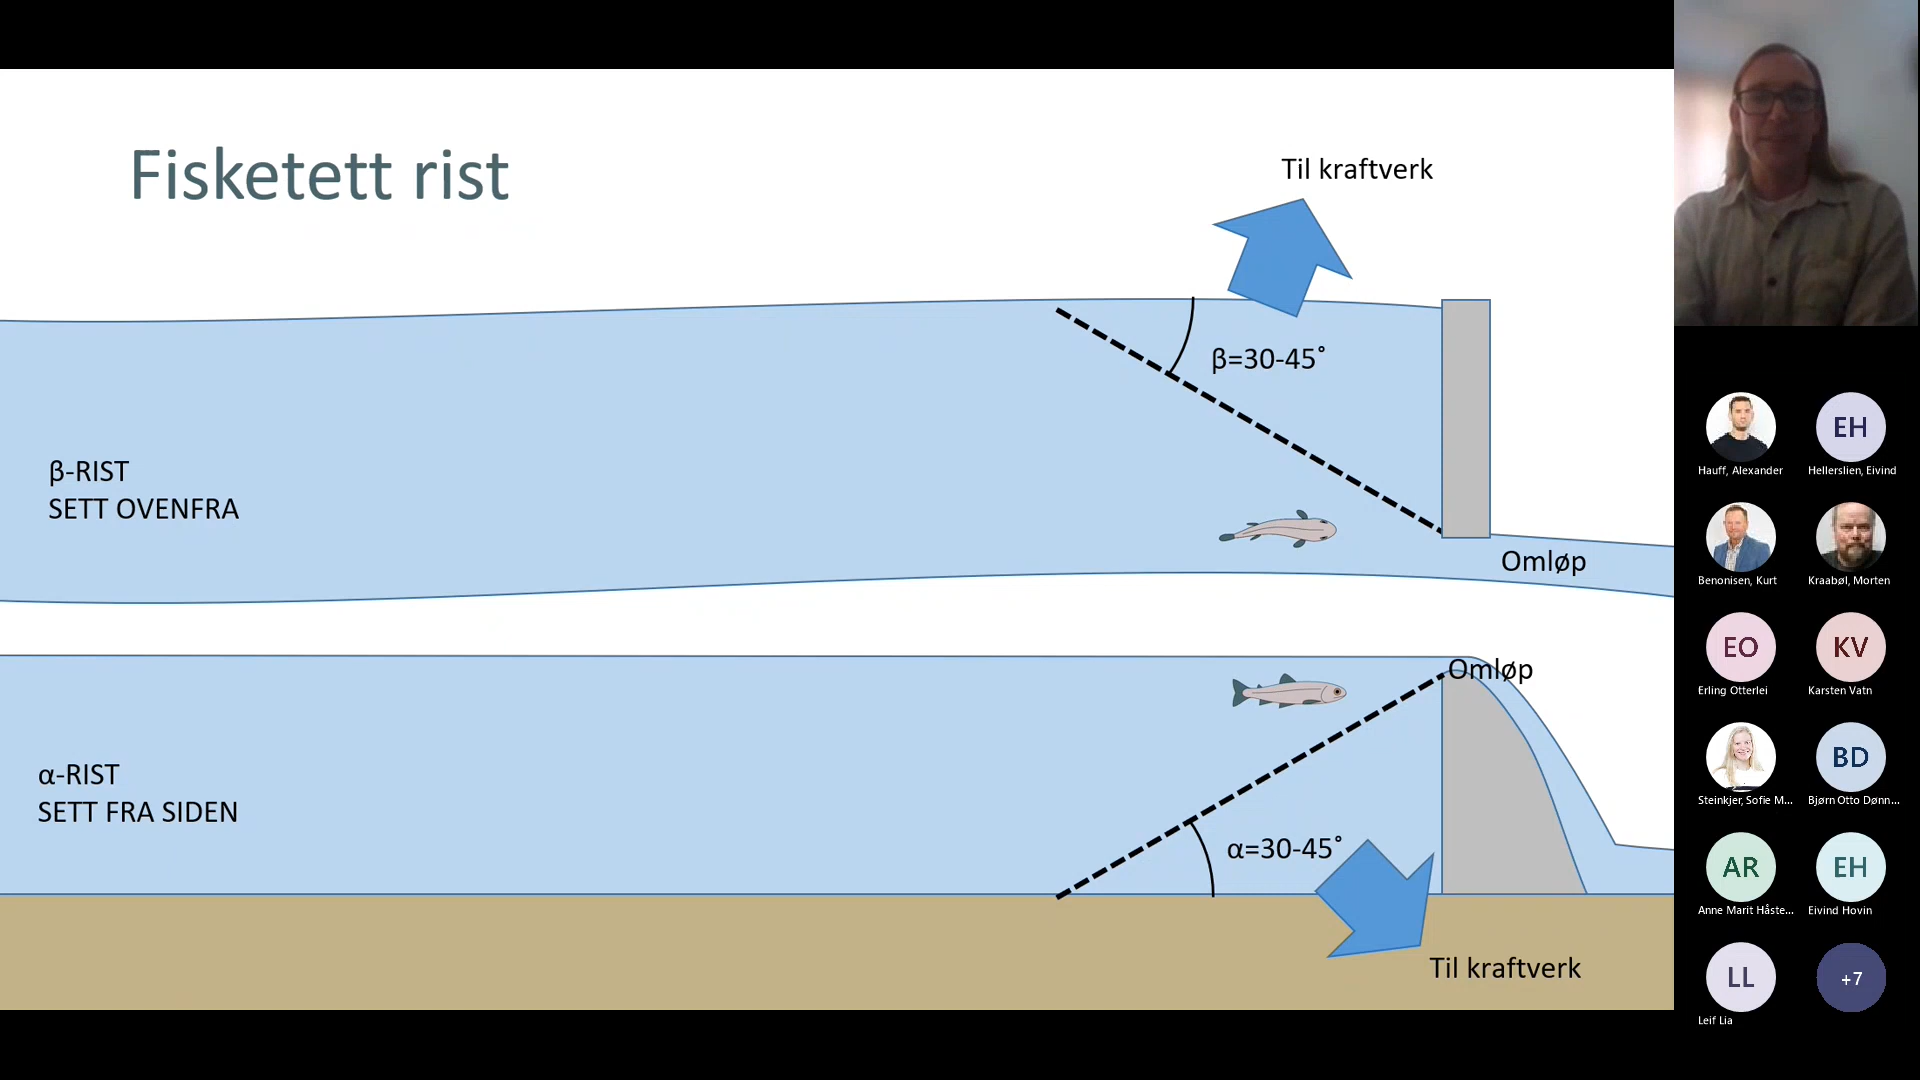 Fisketett rist
Til kraftverk
β=30-45˚
β-RIST
SETT OVENFRA
Omløp
Omløp
α-RIST
SETT FRA SIDEN
α=30-45˚
Til kraftverk
Hauff, Alexander
EH
Hellerslien, Eivind
Benonisen, Kurt
Kraabøl, Morten
EO
Erling Otterlei
KV
Karsten Vatn
Steinkjer, Sofie M...
BD
Bjørn Otto Dønn...
AR
Anne Marit Håste...
EH
Eivind Hovin
LL
Leif Lia
+7